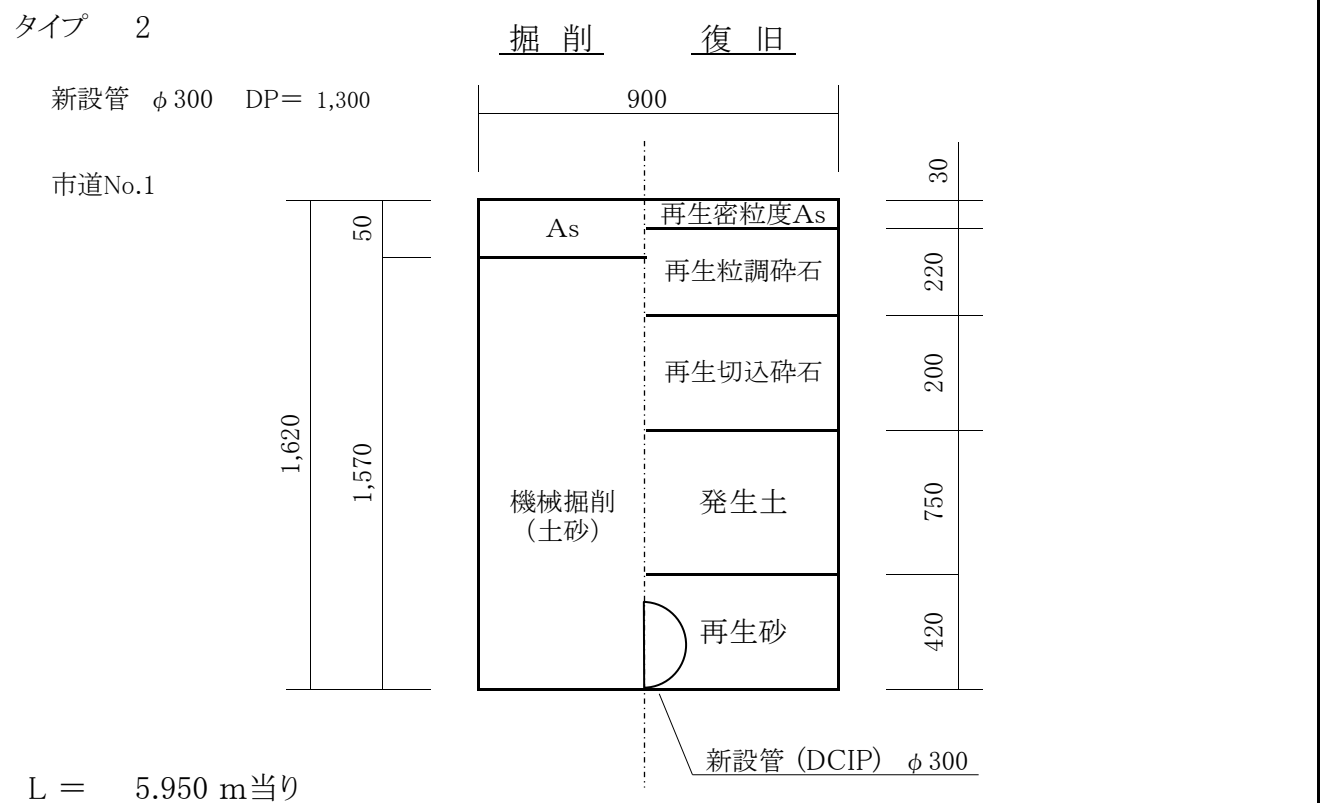 タイプ 2
掘 削 復 旧
新設管 φ300 DP＝ 1,300
900
市道No.1
30
50
As
再生密粒度As
再生粒調砕石
220
再生切込砕石
200
1,620
1,570
機械掘削
（土砂）
発生土
750
再生砂
420
新設管 (DCIP) φ300
L ＝ 5.950 m当り